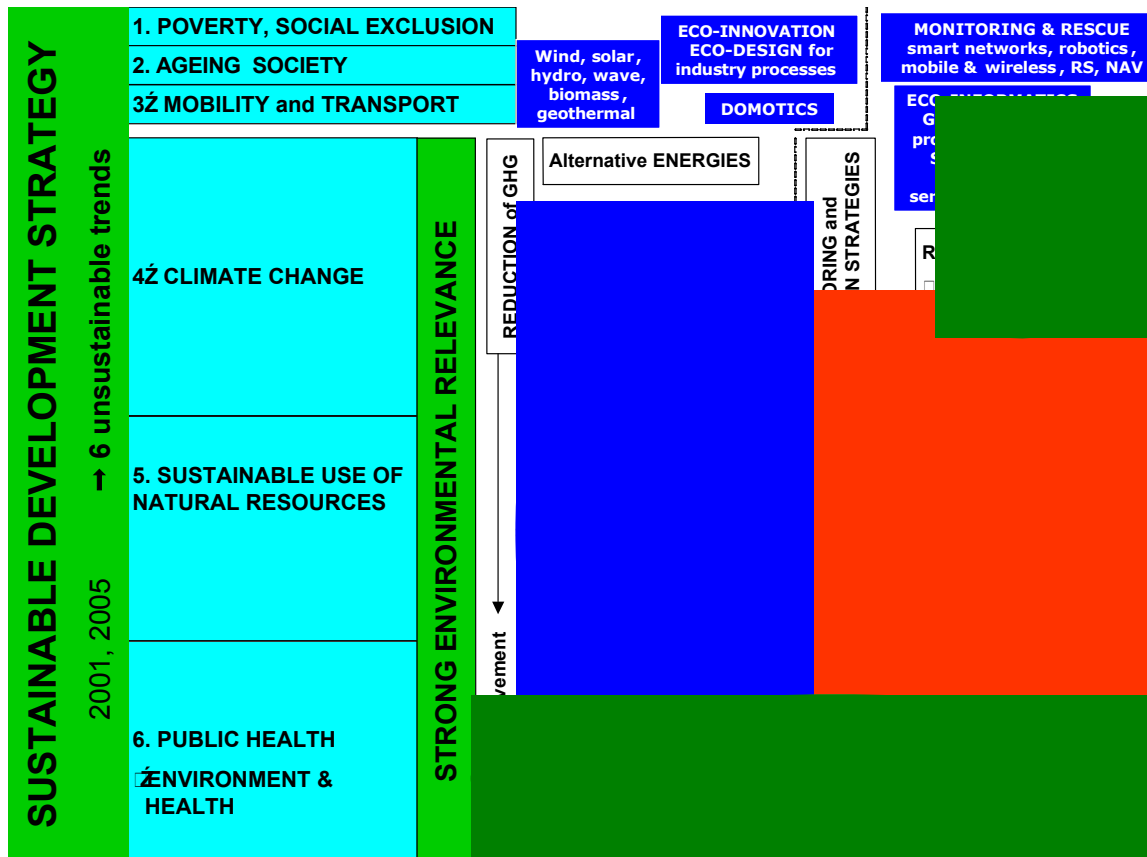 SUSTAINABLE DEVELOPMENT STRATEGY
2001, 2005 → 6 unsustainable trends
1. POVERTY, SOCIAL EXCLUSION
2. AGEING SOCIETY
3Ź MOBILITY and TRANSPORT
4Ź CLIMATE CHANGE
5. SUSTAINABLE USE OF
NATURAL RESOURCES
6. PUBLIC HEALTH
ŹENVIRONMENT &
HEALTH
STRONG ENVIRONMENTAL RELEVANCE
Wind, solar,
hydro, wave,
biomass,
geothermal
ECO-INNOVATION
ECO-DESIGN for
industry processes
DOMOTICS
MONITORING & RESCUE
smart networks, robotics,
mobile & wireless, RS, NAV
REDUCTION of GHG
Alternative ENERGIES
and
STRATEGIES